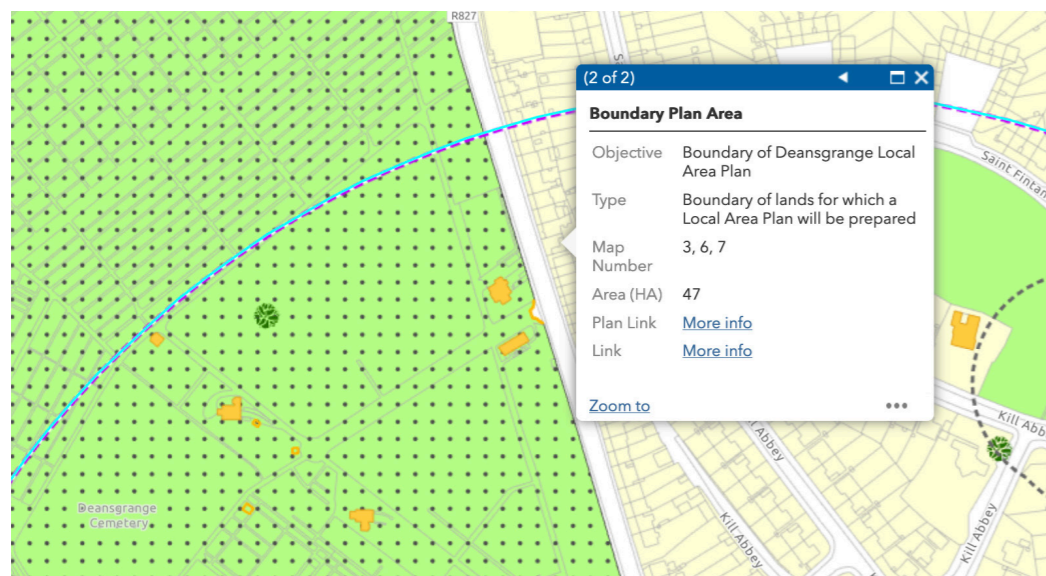 R827
(2 of 2)
Boundary Plan Area
Objective Boundary of Deansgrange Local
Area Plan
Type Boundary of lands for which a
Local Area Plan will be prepared
Map 3, 6, 7
Number
Area (HA) 47
Plan Link More info
Link More info
Zoom to
Saint Fintan
Kill Abb
Kill Abbey
Kill Abbey
Deansgrange
Cemetery